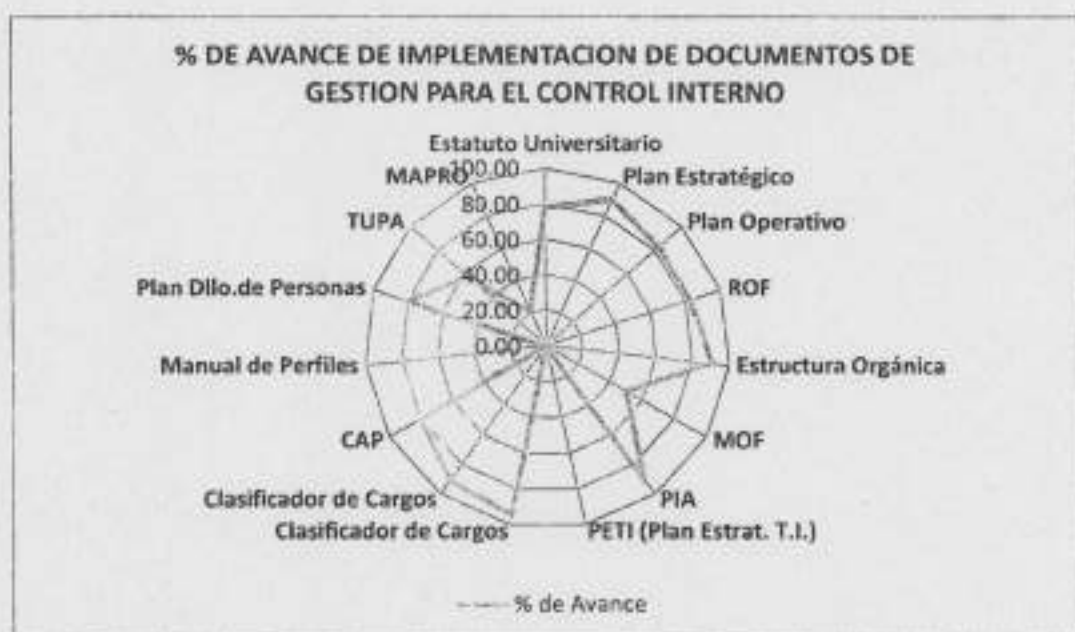 % DE AVANCE DE IMPLEMENTACION DE DOCUMENTOS DE
GESTION PARA EL CONTROL INTERNO
Estatuto Universitario
100.00
MAPRO
Plan Estratégico
80.00
TUPA
Plan Operativo
60.00
40.00
Plan Dllo.de Personas
ROF
20.00
0.00
Manual de Perfiles
Estructura Orgánica
CAP
MOF
Clasificador de Cargos
PIA
Clasificador de Cargos
PETI (Plan Estrat. T.I.)
% de Avance